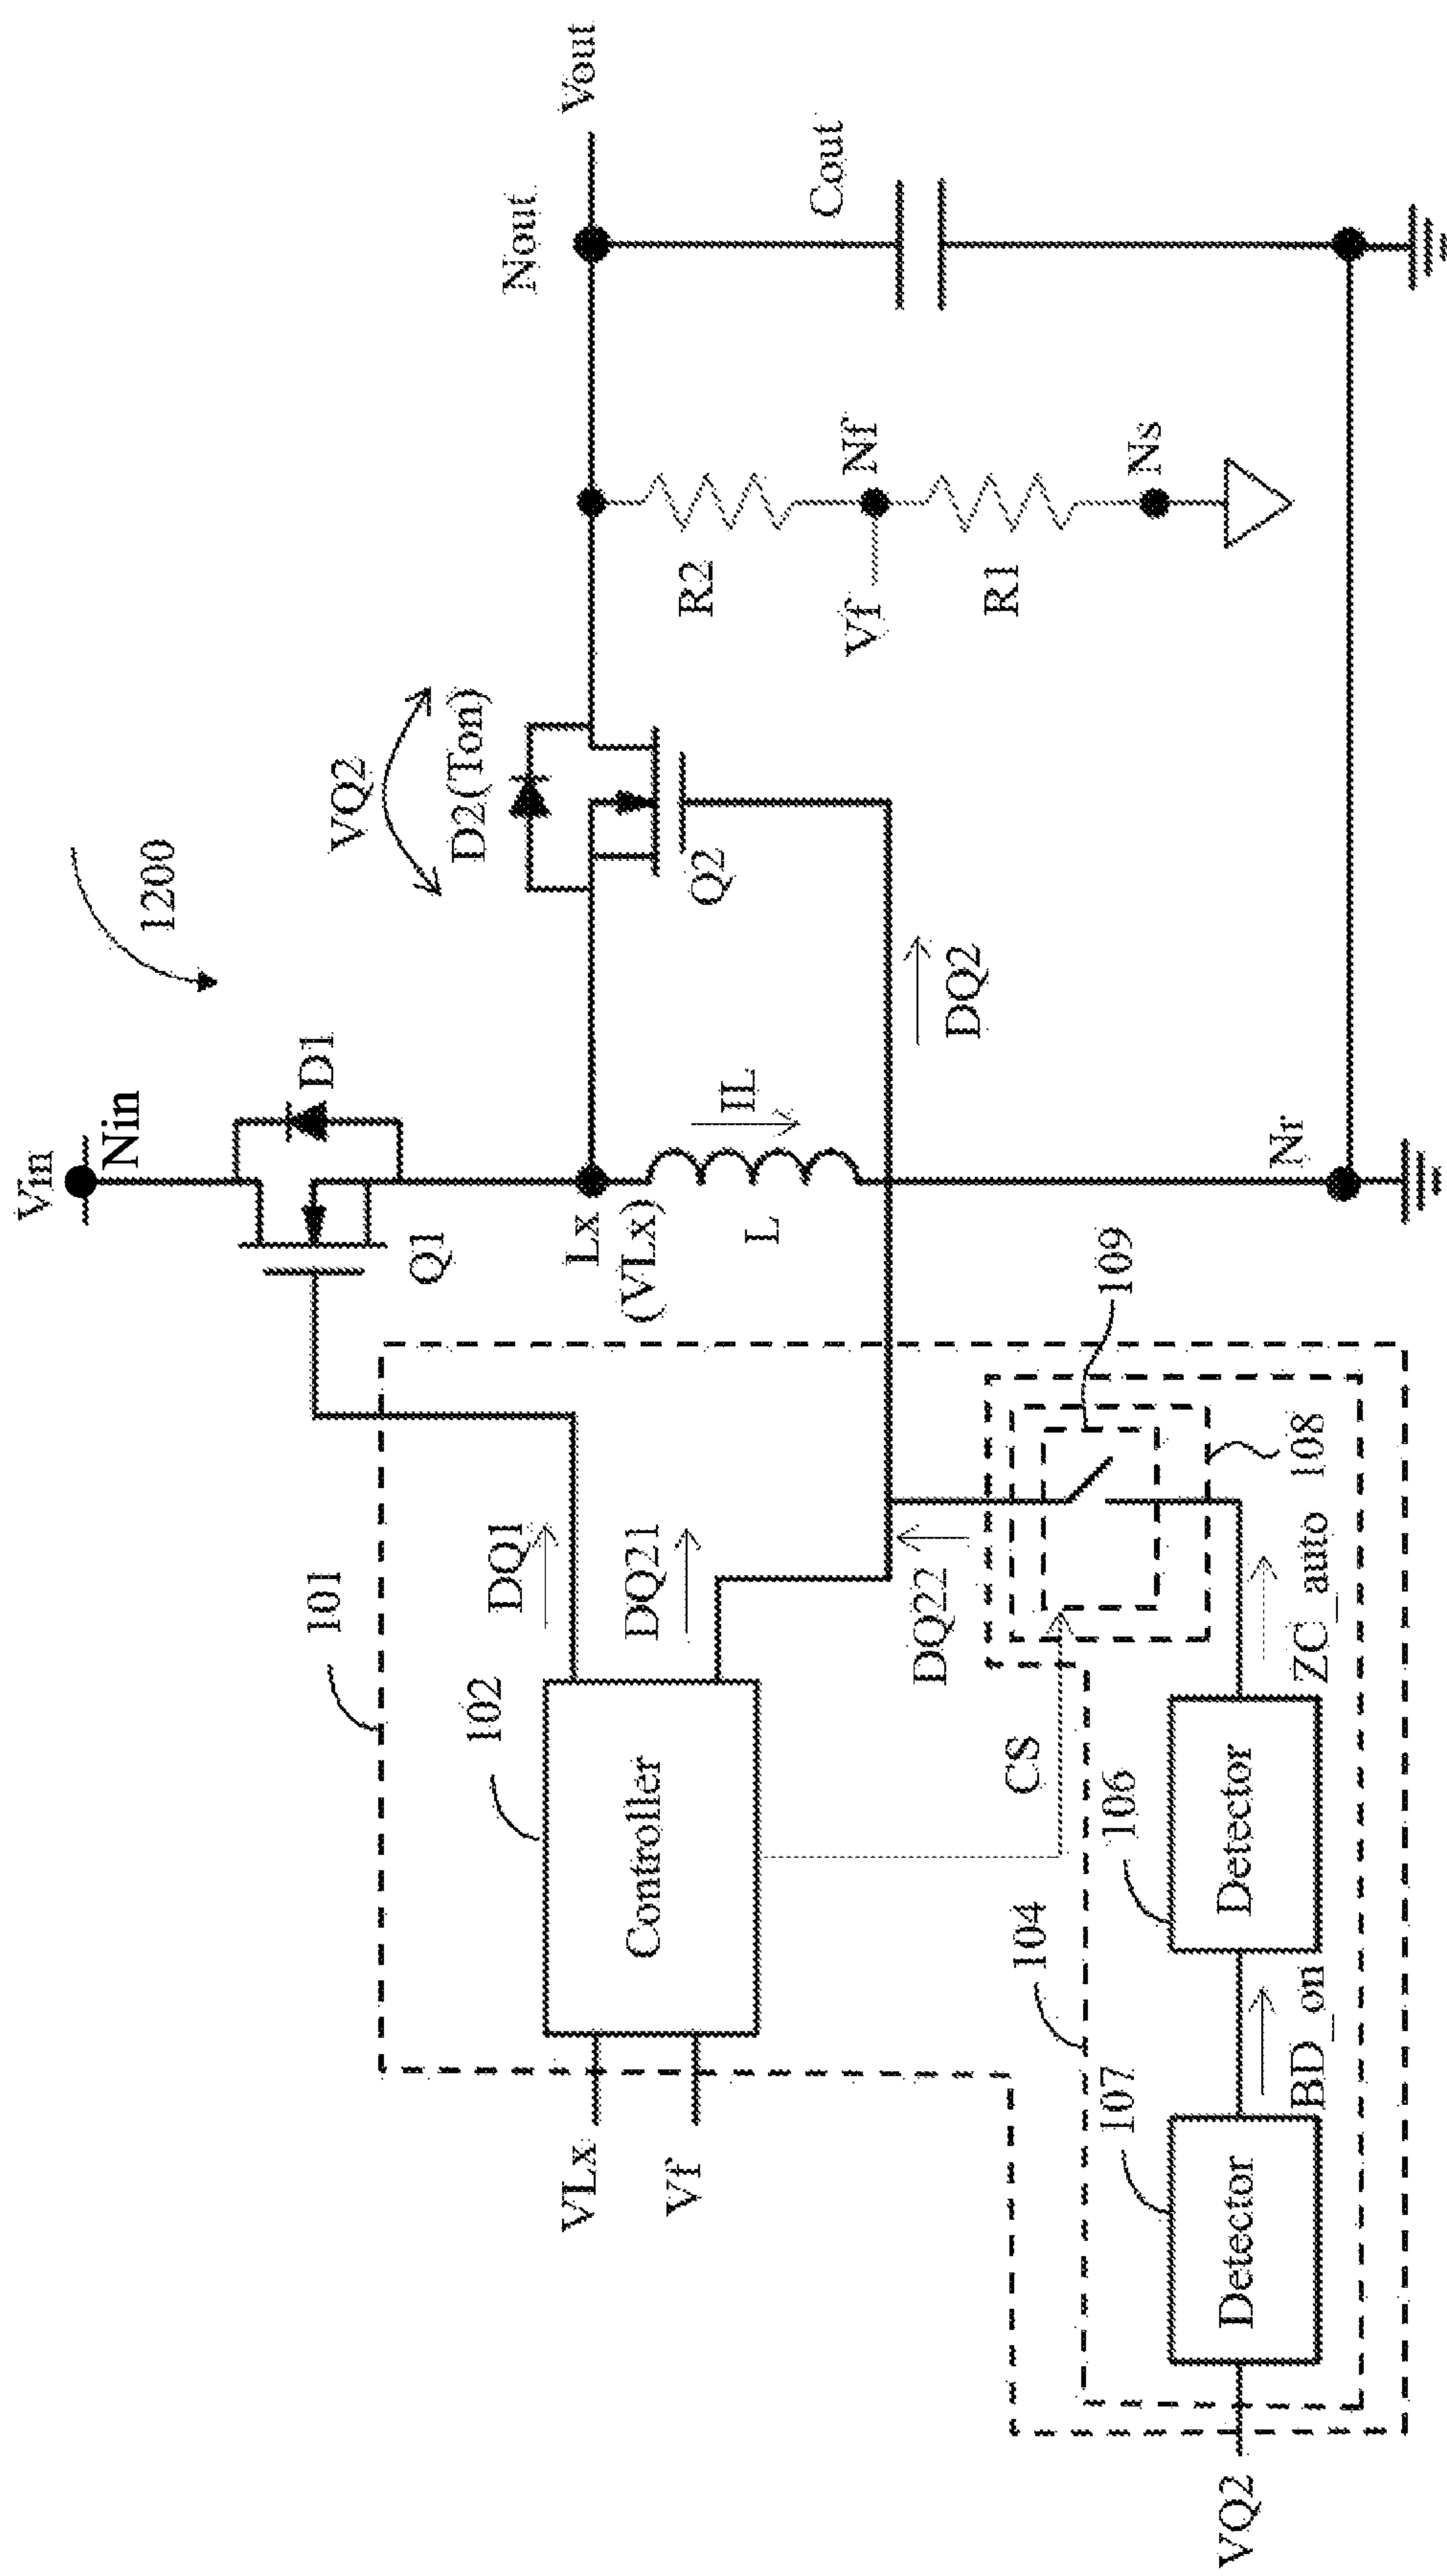 1200
Vin
Nin
D1
Q1
VQ2
D2(Ton)
Q2
Nout
Vout
Lx
(VLx)
L
IL
DQ2
R2
Vf
Nf
R1
Ns
Cout
Nr
101
102
Controller
VLx
Vf
DQ1
DQ21
DQ22
CS
104
109
108
107
Detector
BD_on
106
Detector
ZC_auto
VQ2